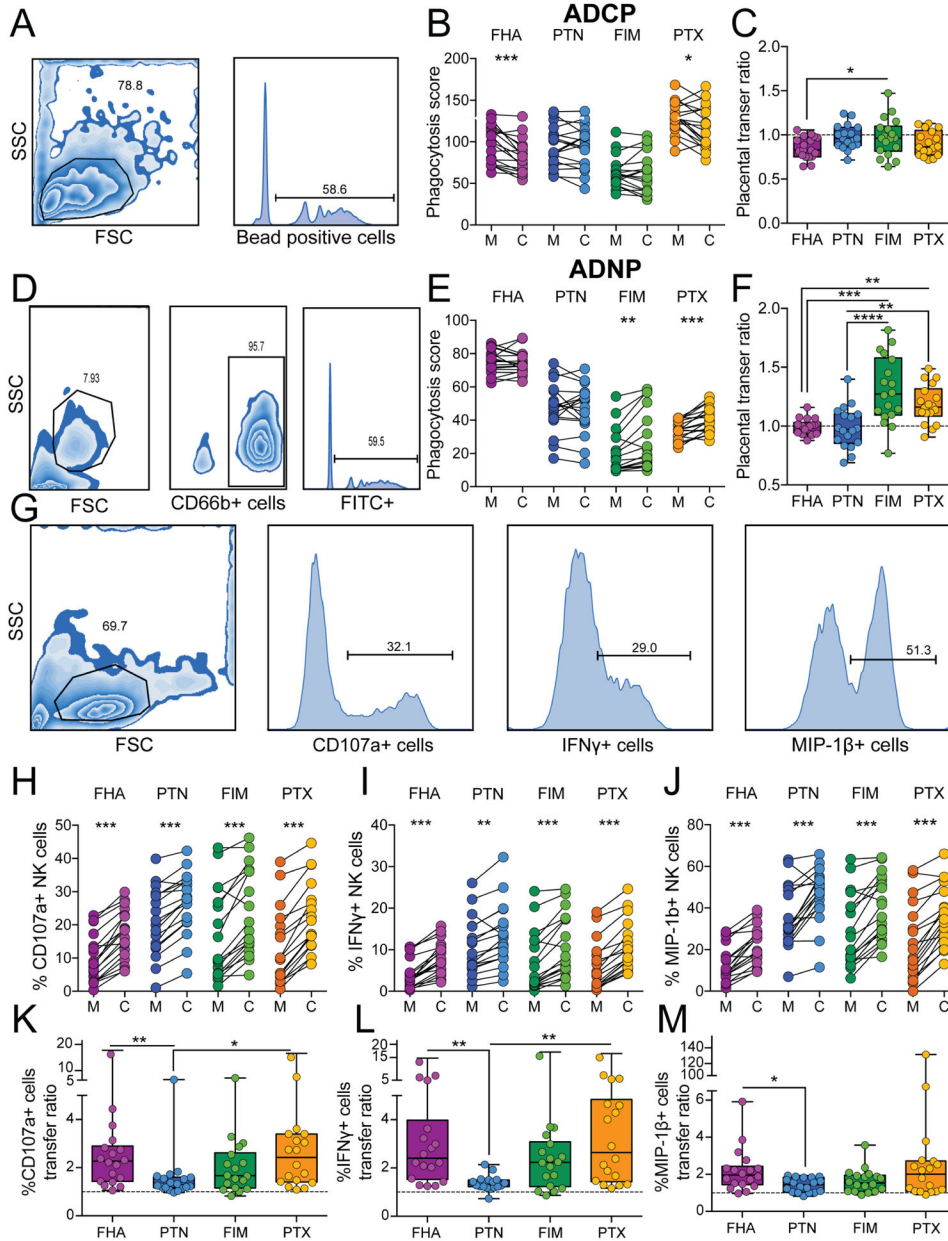 A
SSC
78.8
FSC
58.6
Bead positive cells
B
ADCP
FHA PTN FIM PTX
*** *
Phagocytosis score
200
150
100
50
0
M C M C M C M C
C
Placental transer ratio
2.0
1.5
1.0
0.5
0.0
*
FHA PTN FIM PTX
D
SSC
7.93
FSC
95.7
CD66b+ cells
59.5
FITC+
E
ADNP
FHA PTN FIM PTX
** ***
Phagocytosis score
100
80
60
40
20
0
M C M C M C M C
F
Placental transer ratio
2.0
1.5
1.0
0.5
**
***
**
****
FHA PTN FIM PTX
G
SSC
69.7
FSC
32.1
CD107a+ cells
29.0
IFNγ+ cells
51.3
MIP-1β+ cells
H
FHA PTN FIM PTX
*** *** *** ***
% CD107a+ NK cells
50
40
30
20
10
0
M C M C M C M C
I
FHA PTN FIM PTX
*** ** *** ***
% IFNγ+ NK cells
40
30
20
10
0
M C M C M C M C
J
FHA PTN FIM PTX
*** *** *** ***
% MIP-1b+ NK cells
80
60
40
20
0
M C M C M C M C
K
%CD107a+ cells
transfer ratio
20
10
5
4
2
1
0
** *
FHA PTN FIM PTX
L
%IFNγ+ cells
transfer ratio
20
10
5
4
2
1
0
** **
FHA PTN FIM PTX
M
%MIP-1β+ cells
transfer ratio
140
120
100
6
4
2
1
0
*
FHA PTN FIM PTX